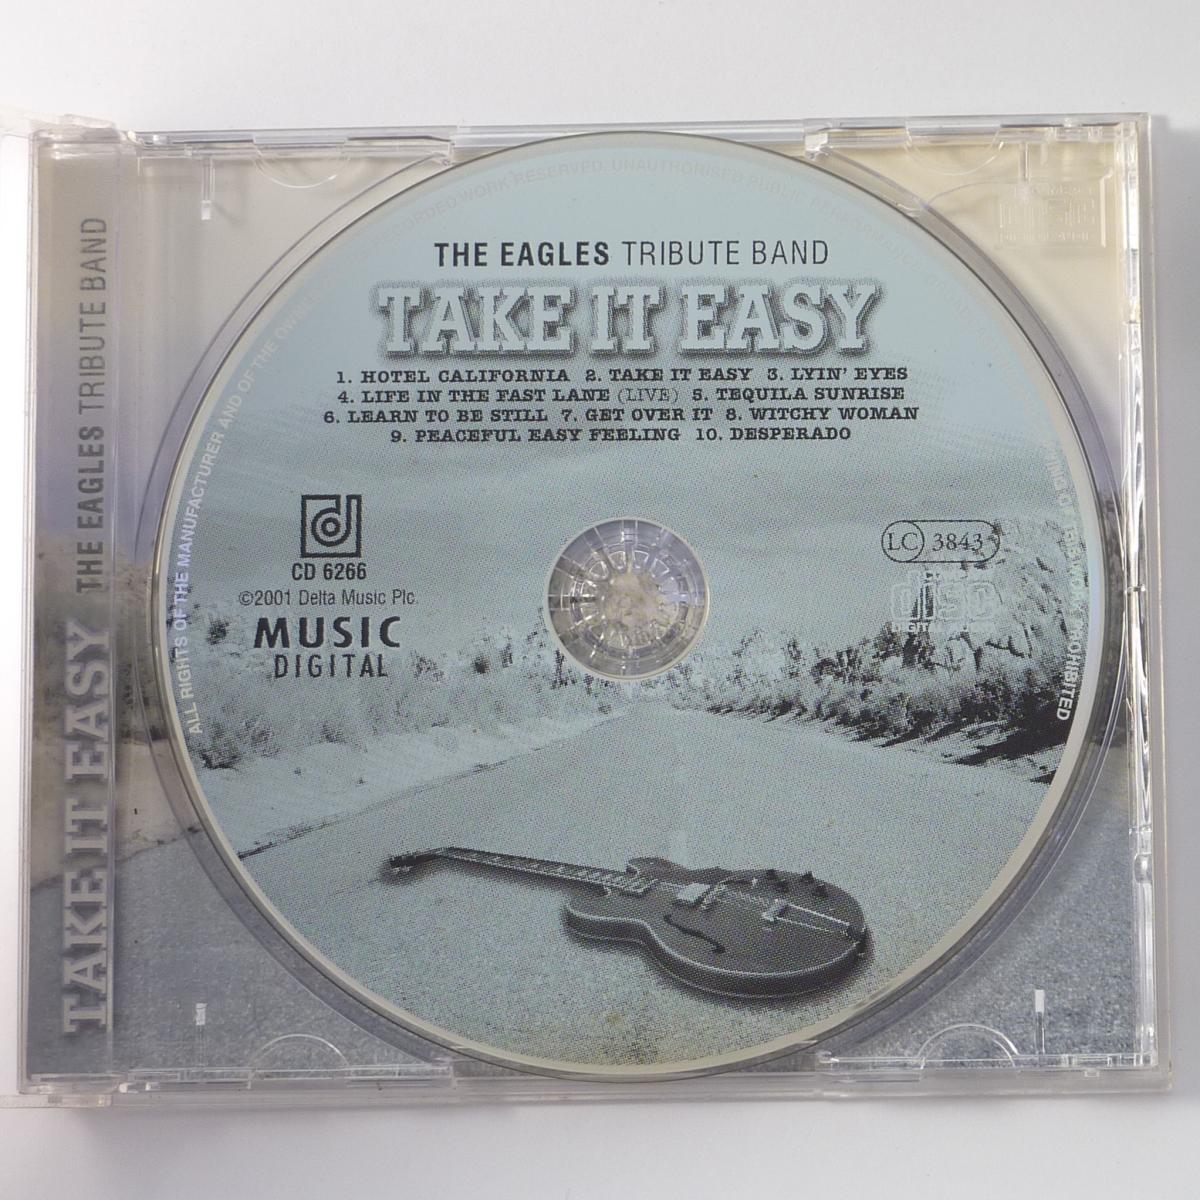 THE EAGLES TRIBUTE BAND
TAKE IT EASY
1. HOTEL CALIFORNIA 2. TAKE IT EASY 3. LYIN' EYES
4. LIFE IN THE FAST LANE (LIVE) 5. TEQUILA SUNRISE
6. LEARN TO BE STILL 7. GET OVER IT 8. WITCHY WOMAN
9. PEACEFUL EASY FEELING 10. DESPERADO
CD 6266
©2001 Delta Music Plc.
MUSIC
DIGITAL
LC 3843
DISC
ALL RIGHTS OF THE MANUFACTURER AND OF THE OWNER RECORDED WORK RESERVED. UNAUTHORISED PUBLIC PERFORMANCE OF THIS WORK PROHIBITED
TAKE IT EASY THE EAGLES TRIBUTE BAND